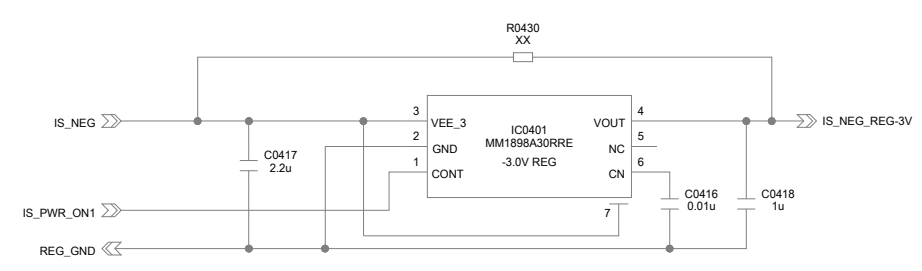 R0430
XX
IS_NEG
3
VEE_3
2
GND
1
CONT
IC0401
MM1898A30RRE
-3.0V REG
VOUT
4
NC
5
CN
6
7
IS_NEG_REG-3V
C0417
2.2u
C0416
0.01u
C0418
1u
IS_PWR_ON1
REG_GND